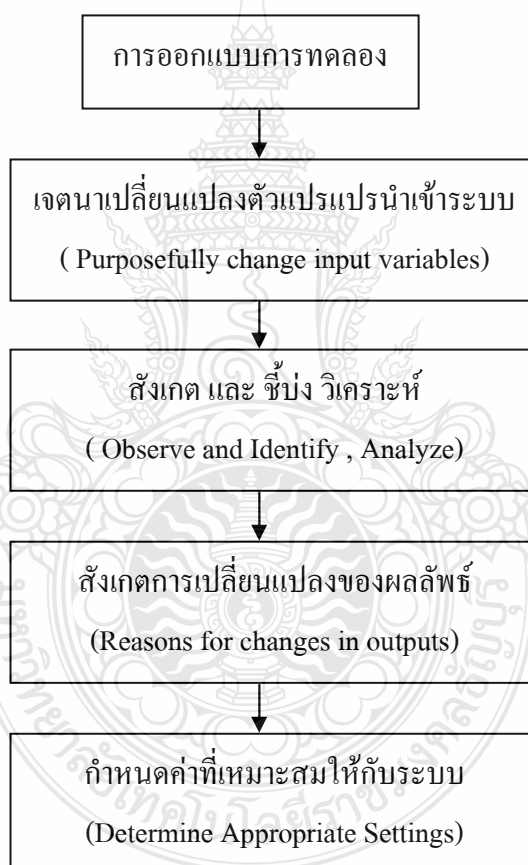 การออกแบบการทดลอง
เจตนาเปลี่ยนแปลงตัวแปรแปรนำเข้าระบบ
( Purposefully change input variables)
สังเกต และ ชี้บ่ง วิเคราะห์
( Observe and Identify , Analyze)
สังเกตการเปลี่ยนแปลงของผลลัพธ์
(Reasons for changes in outputs)
กำหนดค่าที่เหมาะสมให้กับระบบ
(Determine Appropriate Settings)